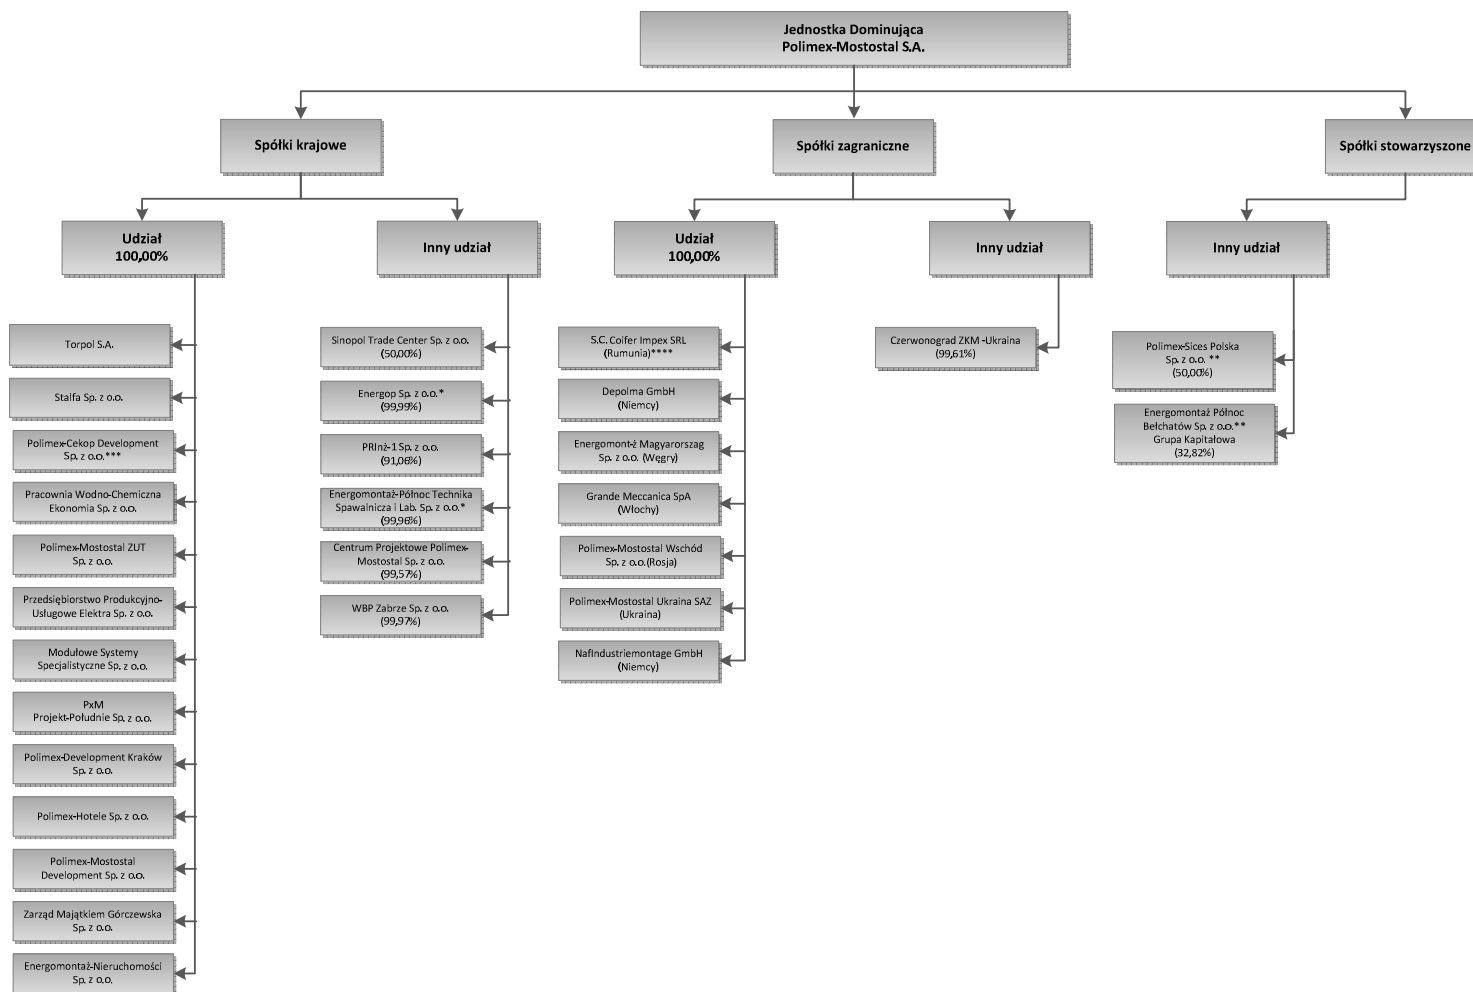 Jednostka Dominująca
Polimex-Mostostal S.A.
Spółki krajowe
Spółki zagraniczne
Spółki stowarzyszone
Udział
100,00%
Inny udział
Udział
100,00%
Inny udział
Inny udział
Torpol S.A.
Stalfa Sp. z o.o.
Polimex-Cekop Development
Sp. z o.o.***
Pracownia Wodno-Chemiczna
Ekonomia Sp. z o.o.
Polimex-Mostostal ZUT
Sp. z o.o.
Przedsiębiorstwo Produkcyjno-
Usługowe Elektra Sp. z o.o.
Modułowe Systemy
Specjalistyczne Sp. z o.o.
PxM
Projekt-Południe Sp. z o.o.
Polimex-Development Kraków
Sp. z o.o.
Polimex-Hotele Sp. z o.o.
Polimex-Mostostal
Development Sp. z o.o.
Zarząd Majątkiem Górczewska
Sp. z o.o.
Energomontaż-Nieruchomości
Sp. z o.o.
Sinopol Trade Center Sp. z o.o.
(50,00%)
Energop Sp. z o.o.*
(99,99%)
PRInż-1 Sp. z o.o.
(91,06%)
Energomontaż-Północ Technika
Spawalnicza i Lab. Sp. z o.o.*
(99,96%)
Centrum Projektowe Polimex-
Mostostal Sp. z o.o.
(99,57%)
WBP Zabrze Sp. z o.o.
(99,97%)
S.C. Coifer Impex SRL
(Rumunia)****
Depolma GmbH
(Niemcy)
Energomont-ż Magyarorszag
Sp. z o.o. (Węgry)
Grande Meccanica SpA
(Włochy)
Polimex-Mostostal Wschód
Sp. z o.o.(Rosja)
Polimex-Mostostal Ukraina SAZ
(Ukraina)
NafIndustriemontage GmbH
(Niemcy)
Czerwonograd ZKM -Ukraina
(99,61%)
Polimex-Sices Polska
Sp. z o.o. **
(50,00%)
Energomontaż Północ
Bełchatów Sp. z o.o.**
Grupa Kapitałowa
(32,82%)